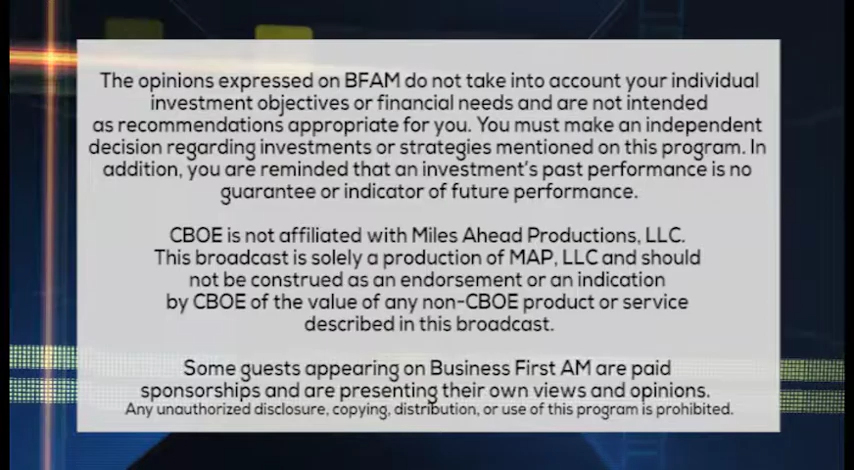 The opinions expressed on BFAM do not take into account your individual
investment objectives or financial needs and are not intended
as recommendations appropriate for you. You must make an independent
decision regarding investments or strategies mentioned on this program. In
addition, you are reminded that an investment's past performance is no
guarantee or indicator of future performance.
CBOE is not affiliated with Miles Ahead Productions, LLC.
This broadcast is solely a production of MAP, LLC and should
not be construed as an endorsement or an indication
by CBOE of the value of any non-CBOE product or service
described in this broadcast.
Some guests appearing on Business First AM are paid
sponsorships and are presenting their own views and opinions.
Any unauthorized disclosure, copying, distribution, or use of this program is prohibited.